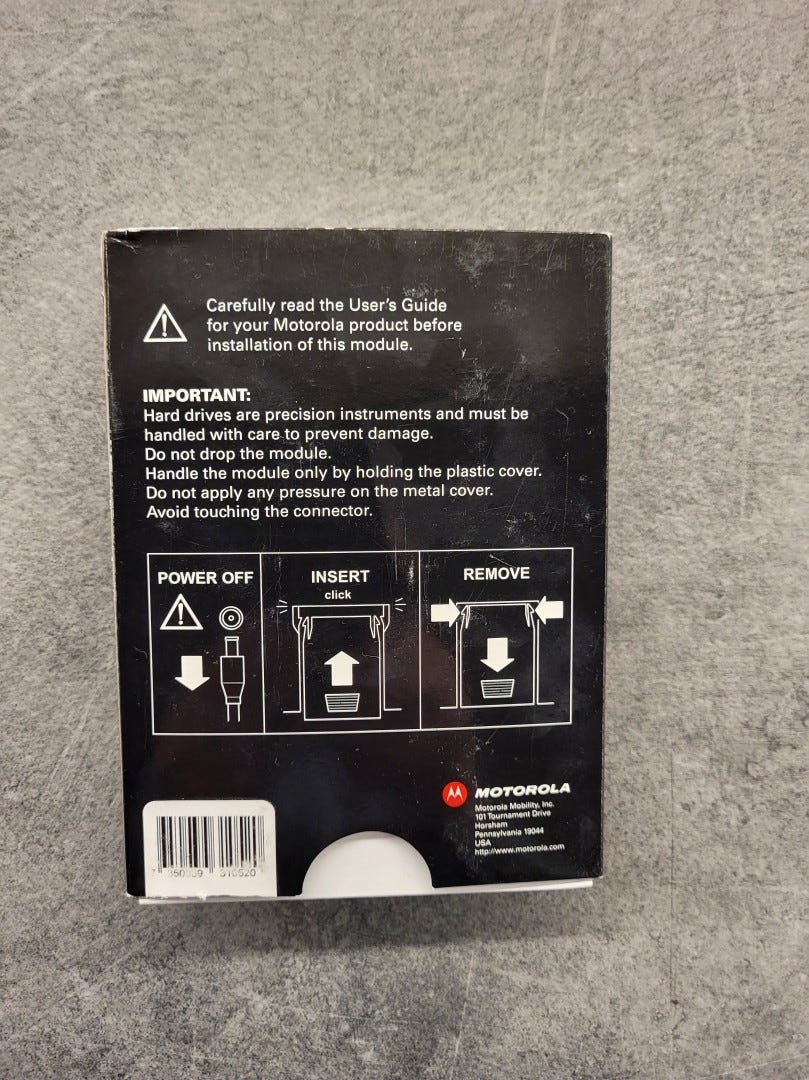 Carefully read the User's Guide
for your Motorola product before
installation of this module.
IMPORTANT:
Hard drives are precision instruments and must be
handled with care to prevent damage.
Do not drop the module.
Handle the module only by holding the plastic cover.
Do not apply any pressure on the metal cover.
Avoid touching the connector.
POWER OFF
INSERT
click
REMOVE
MOTOROLA
Motorola Mobility, Inc.
101 Tournament Drive
Horsham
Pennsylvania 19044
USA
http://www.motorola.com